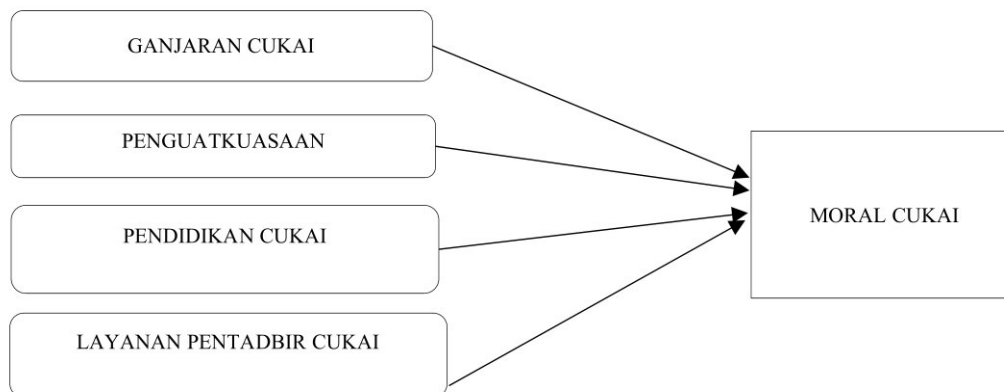 GANJARAN CUKAI
PENGUATKUASAAN
PENDIDIKAN CUKAI
LAYANAN PENTADBIR CUKAI
MORAL CUKAI